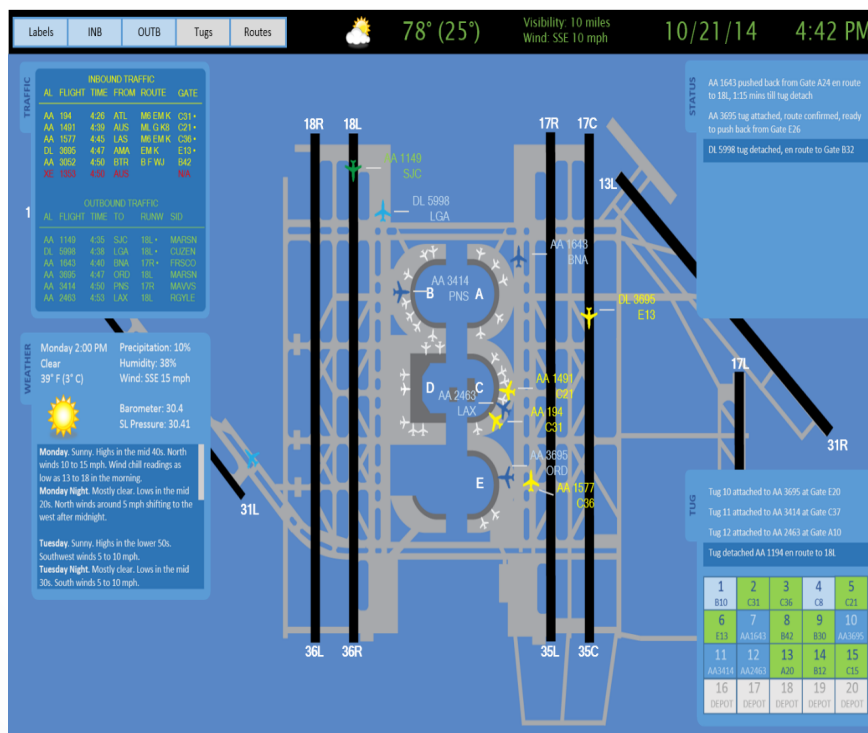 Labels INB OUTB Tugs Routes
78° (25°)
Visibility: 10 miles
Wind: SSE 10 mph
10/21/14 4:42 PM
TRAFFIC
INBOUND TRAFFIC
AL FLIGHT TIME FROM ROUTE GATE
AA 194 4:26 ATL M6 EM K C31 •
AA 1491 4:39 AUS ML G K8 C21 •
AA 1577 4:45 LAS M6 EM K C36 •
DL 3695 4:47 AMA EM K E13 •
AA 3052 4:50 BTR B F WJ B42
XE 1353 4:50 AUS N/A
OUTBOUND TRAFFIC
AL FLIGHT TIME TO RUNW SID
AA 1149 4:35 SJC 18L • MARSN
DL 5998 4:38 LGA 18L • CUZEN
AA 1643 4:40 BNA 17R • FRSCO
AA 3695 4:47 ORD 18L MARSN
AA 3414 4:50 PNS 17R MAVVS
AA 2463 4:53 LAX 18L RGYLE
WEATHER
Monday 2:00 PM
Clear
39° F (3° C)
Precipitation: 10%
Humidity: 38%
Wind: SSE 15 mph
Barometer: 30.4
SL Pressure: 30.41
Monday. Sunny. Highs in the mid 40s. North
winds 10 to 15 mph. Wind chill readings as
low as 13 to 18 in the morning.
Monday Night. Mostly clear. Lows in the mid
20s. North winds around 5 mph shifting to the
west after midnight.
Tuesday. Sunny. Highs in the lower 50s.
Southwest winds 5 to 10 mph.
Tuesday Night. Mostly clear. Lows in the mid
30s. South winds 5 to 10 mph.
1
18R 18L 17R 17C
13L
AA 1149
SJC
DL 5998
LGA
AA 1643
BNA
AA 3414
PNS
B A
DL 3695
E13
17L
AA 1491
C21
D C
AA 2463
LAX
AA 194
C31
31R
AA 3695
ORD
E
AA 1577
C36
31L
36L 36R 35L 35C
STATUS
AA 1643 pushed back from Gate A24 en route
to 18L, 1:15 mins till tug detach
AA 3695 tug attached, route confirmed, ready
to push back from Gate E26
DL 5998 tug detached, en route to Gate B32
TUG
Tug 10 attached to AA 3695 at Gate E20
Tug 11 attached to AA 3414 at Gate C37
Tug 12 attached to AA 2463 at Gate A10
Tug detached AA 1194 en route to 18L
1 2 3 4 5
B10 C31 C36 C8 C21
6 7 8 9 10
E13 AA1643 B42 B30 AA3695
11 12 13 14 15
AA3414 AA2463 A20 B12 C15
16 17 18 19 20
DEPOT DEPOT DEPOT DEPOT DEPOT